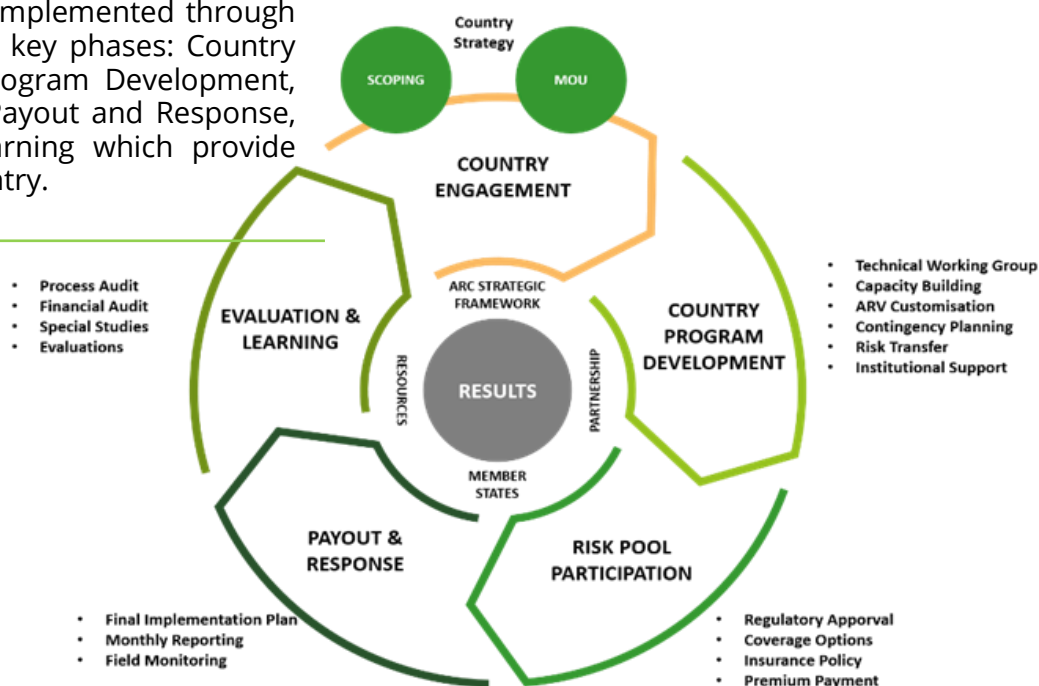 implemented through
key phases: Country
ogram Development,
Payout and Response,
arning which provide
ntry.
Country
Strategy
SCOPING
MOU
COUNTRY
ENGAGEMENT
ARC STRATEGIC
FRAMEWORK
RESULTS
RESOURCES
PARTNERSHIP
MEMBER
STATES
COUNTRY
PROGRAM
DEVELOPMENT
• Technical Working Group
• Capacity Building
• ARV Customisation
• Contingency Planning
• Risk Transfer
• Institutional Support
RISK POOL
PARTICIPATION
• Regulatory Apporval
• Coverage Options
• Insurance Policy
• Premium Payment
PAYOUT &
RESPONSE
• Final Implementation Plan
• Monthly Reporting
• Field Monitoring
EVALUATION &
LEARNING
• Process Audit
• Financial Audit
• Special Studies
• Evaluations